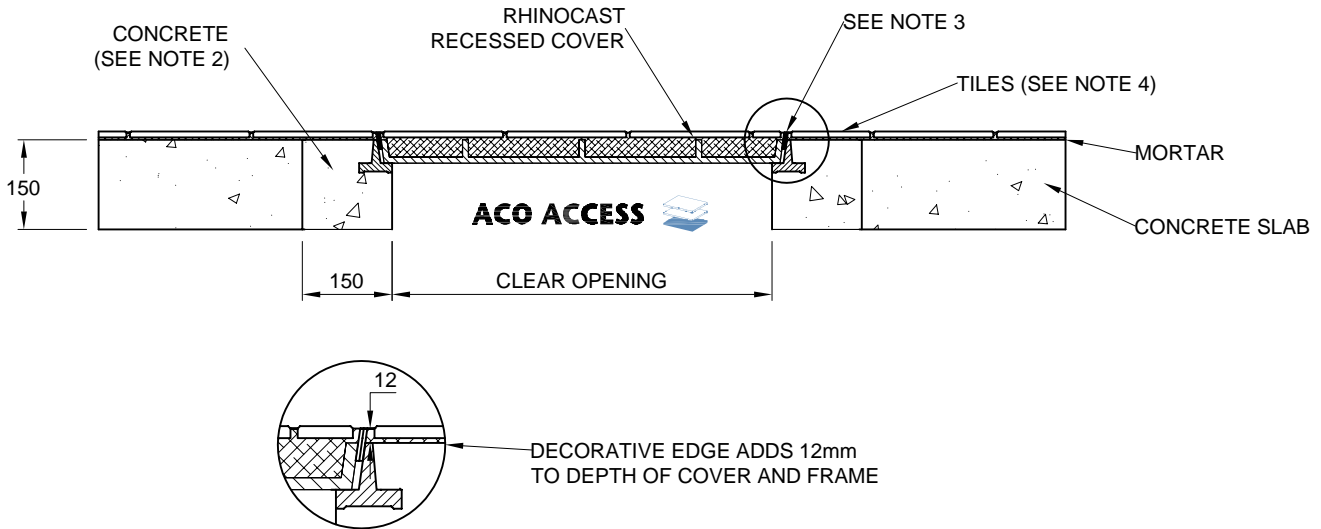 CONCRETE
(SEE NOTE 2)
RHINOCAST
RECESSED COVER
SEE NOTE 3
TILES (SEE NOTE 4)
MORTAR
150
ACO ACCESS
CONCRETE SLAB
150
CLEAR OPENING
12
DECORATIVE EDGE ADDS 12mm
TO DEPTH OF COVER AND FRAME